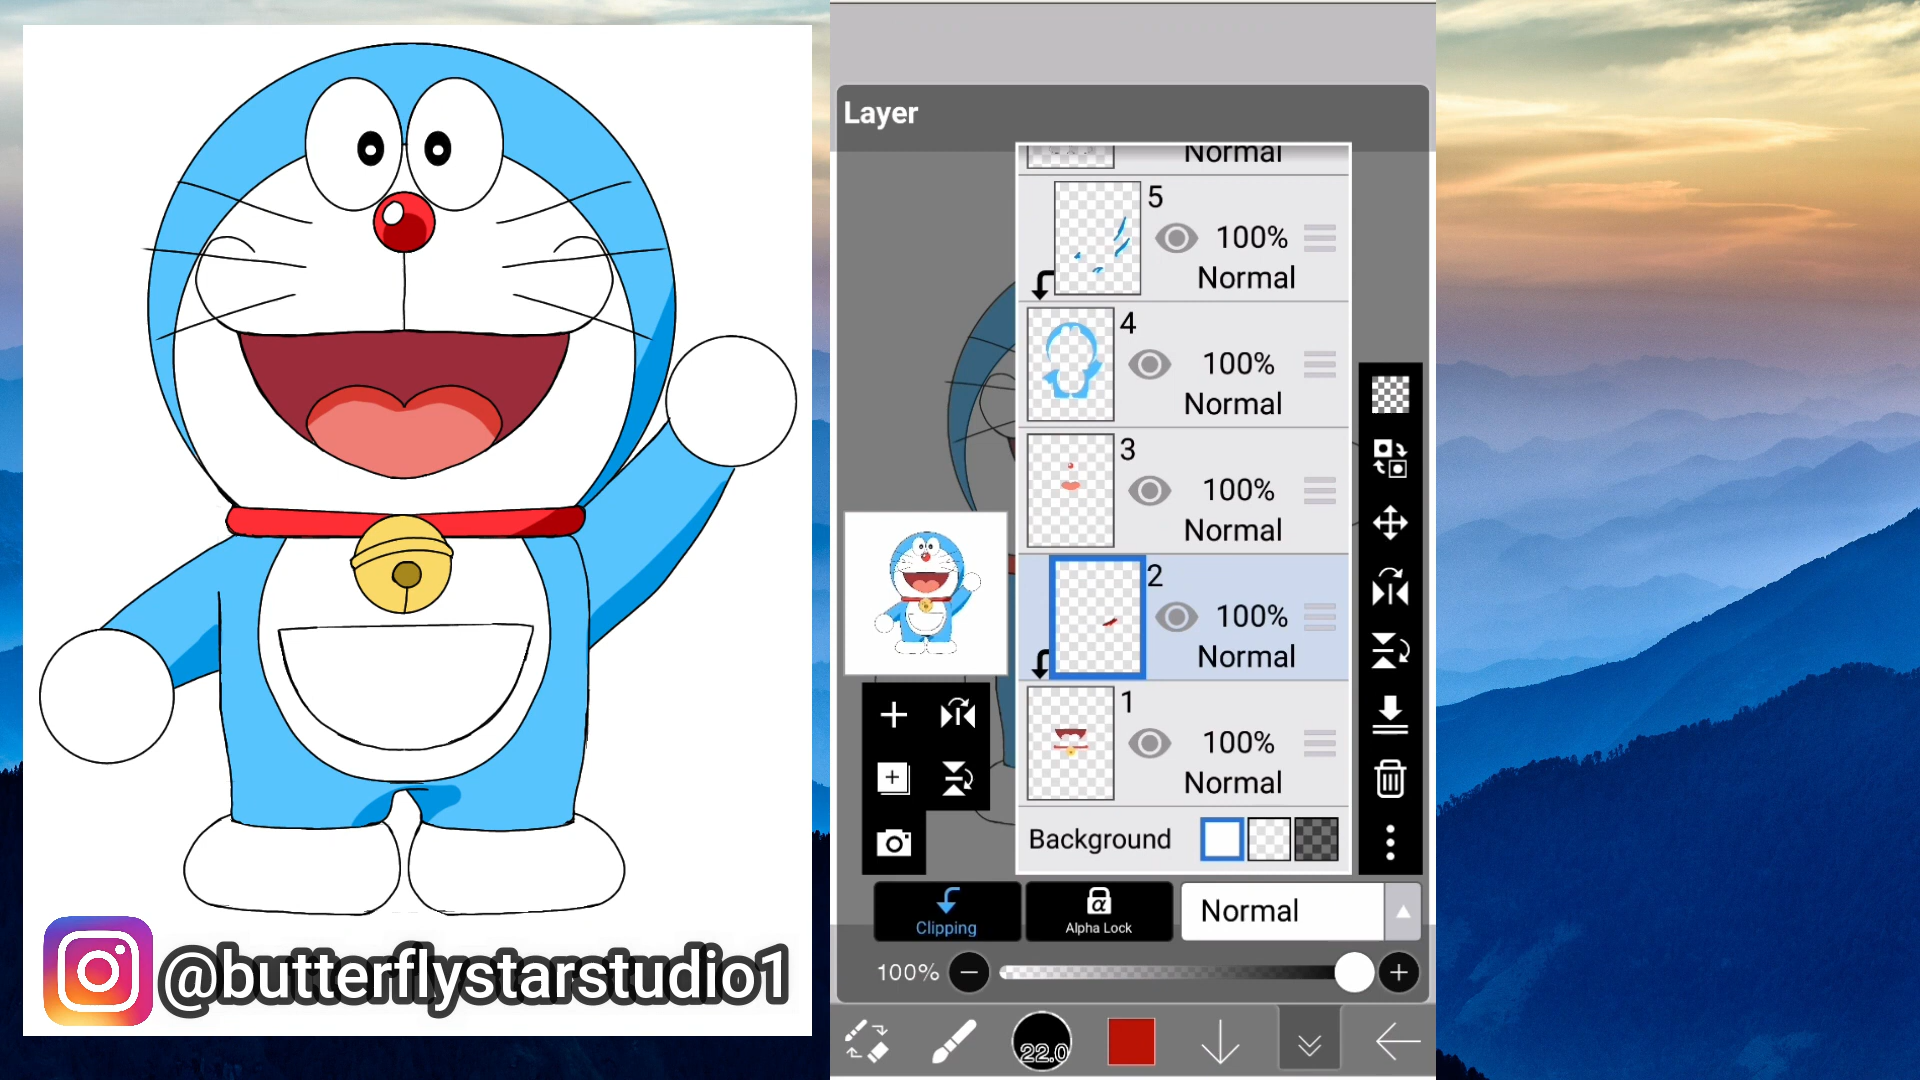 @butterflystarstudio1
Layer
Normal
5
100%
Normal
4
100%
Normal
3
100%
Normal
2
100%
Normal
1
100%
Normal
Background
Clipping
α
Alpha Lock
Normal
100%
22.0